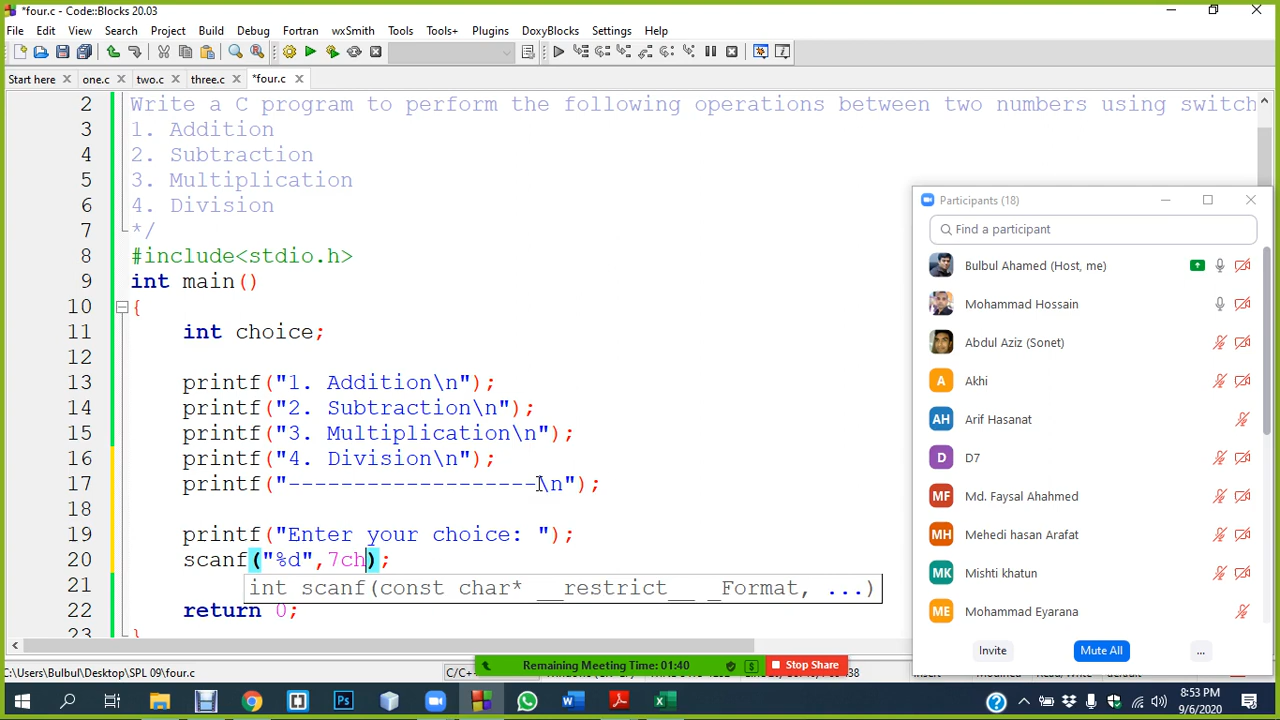 *four.c - Code::Blocks 20.03
File Edit View Search Project Build Debug Fortran wxSmith Tools Tools+ Plugins DoxyBlocks Settings Help
Start here one.c two.c three.c *four.c
2 Write a C program to perform the following operations between two numbers using switch
3 1. Addition
4 2. Subtraction
5 3. Multiplication
6 4. Division
7 */
8 #include<stdio.h>
9 int main()
10 {
11 int choice;
12
13 printf("1. Addition\n");
14 printf("2. Subtraction\n");
15 printf("3. Multiplication\n");
16 printf("4. Division\n");
17 printf("-------------------\n");
18
19 printf("Enter your choice: ");
20 scanf("%d",7ch);
int scanf(const char* __restrict__ _Format, ...)
21
22 return 0;
23 }
Participants (18)
Find a participant
Bulbul Ahamed (Host, me)
Mohammad Hossain
Abdul Aziz (Sonet)
A Akhi
AH Arif Hasanat
D D7
MF Md. Faysal Ahahmed
MH Mehedi hasan Arafat
MK Mishti khatun
ME Mohammad Eyarana
Invite Mute All ...
C:\Users\Bulbul\Desktop\SPL 09\four.c C/C+
Remaining Meeting Time: 01:40 Stop Share
8:53 PM
9/6/2020